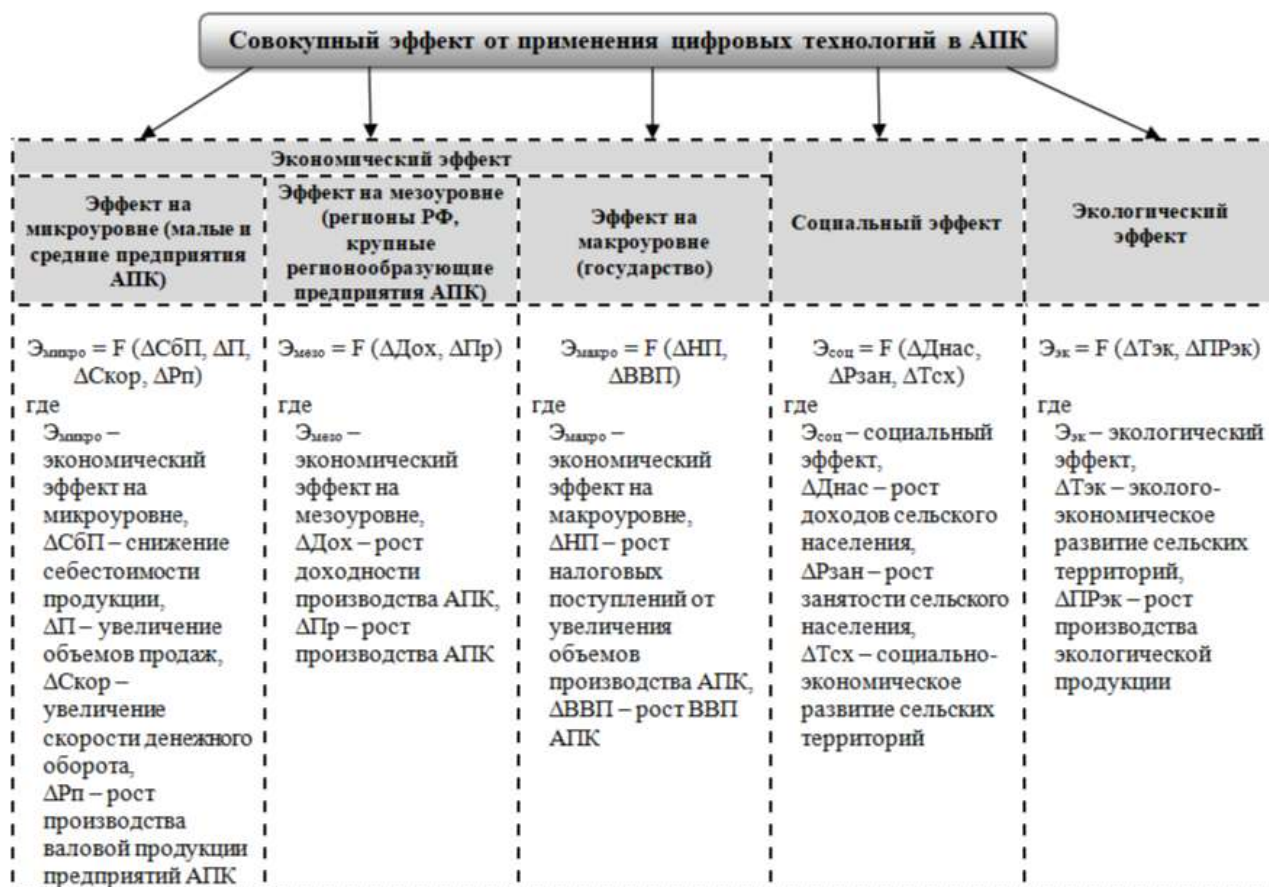 Совокупный эффект от применения цифровых технологий в АПК
Экономический эффект
Эффект на
микроуровне (малые и
средние предприятия
АПК)
Эффект на мезоуровне
(регионы РФ,
крупные
регионообразующие
предприятия АПК)
Эффект на
макроуровне
(государство)
Социальный эффект
Экологический
эффект
Эмикро = F (ΔСбП, ΔП,
ΔСкор, ΔРп)
где
Эмикро –
экономический
эффект на
микроуровне,
ΔСбП – снижение
себестоимости
продукции,
ΔП – увеличение
объемов продаж,
ΔСкор –
увеличение
скорости денежного
оборота,
ΔРп – рост
производства
валовой продукции
предприятий АПК
Эмезо = F (ΔДох, ΔПр)
где
Эмезо –
экономический
эффект на
мезоуровне,
ΔДох – рост
доходности
производства АПК,
ΔПр – рост
производства АПК
Эмакро = F (ΔНП,
ΔВВП)
где
Эмакро –
экономический
эффект на
макроуровне,
ΔНП – рост
налоговых
поступлений от
увеличения
объемов
производства АПК,
ΔВВП – рост ВВП
АПК
Эсоц = F (ΔДнас,
ΔРзан, ΔТсх)
где
Эсоц – социальный
эффект,
ΔДнас – рост
доходов сельского
населения,
ΔРзан – рост
занятости сельского
населения,
ΔТсх – социально-
экономическое
развитие сельских
территорий
Ээк = F (ΔТэк, ΔПРэк)
где
Ээк – экологический
эффект,
ΔТэк – эколого-
экономическое
развитие сельских
территорий,
ΔПРэк – рост
производства
экологической
продукции